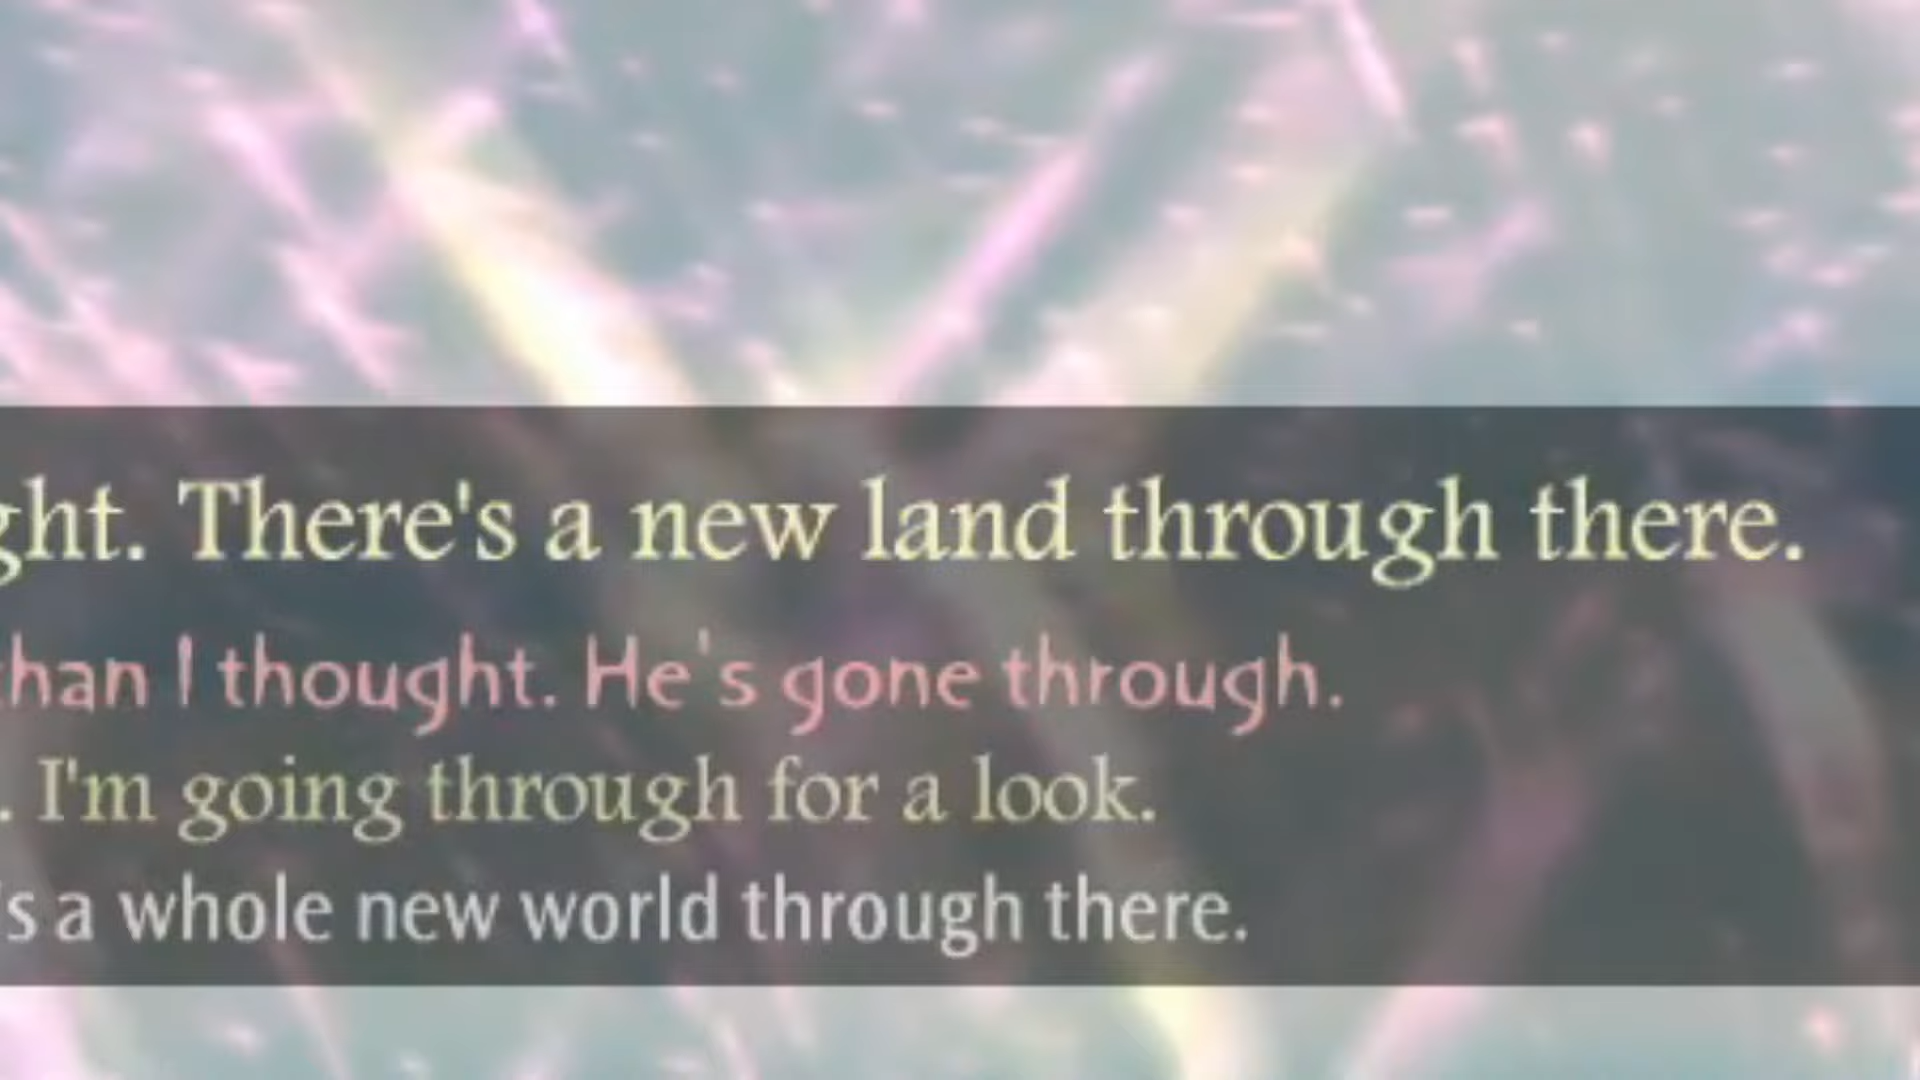 ght. There's a new land through there.
than I thought. He's gone through.
. I'm going through for a look.
's a whole new world through there.